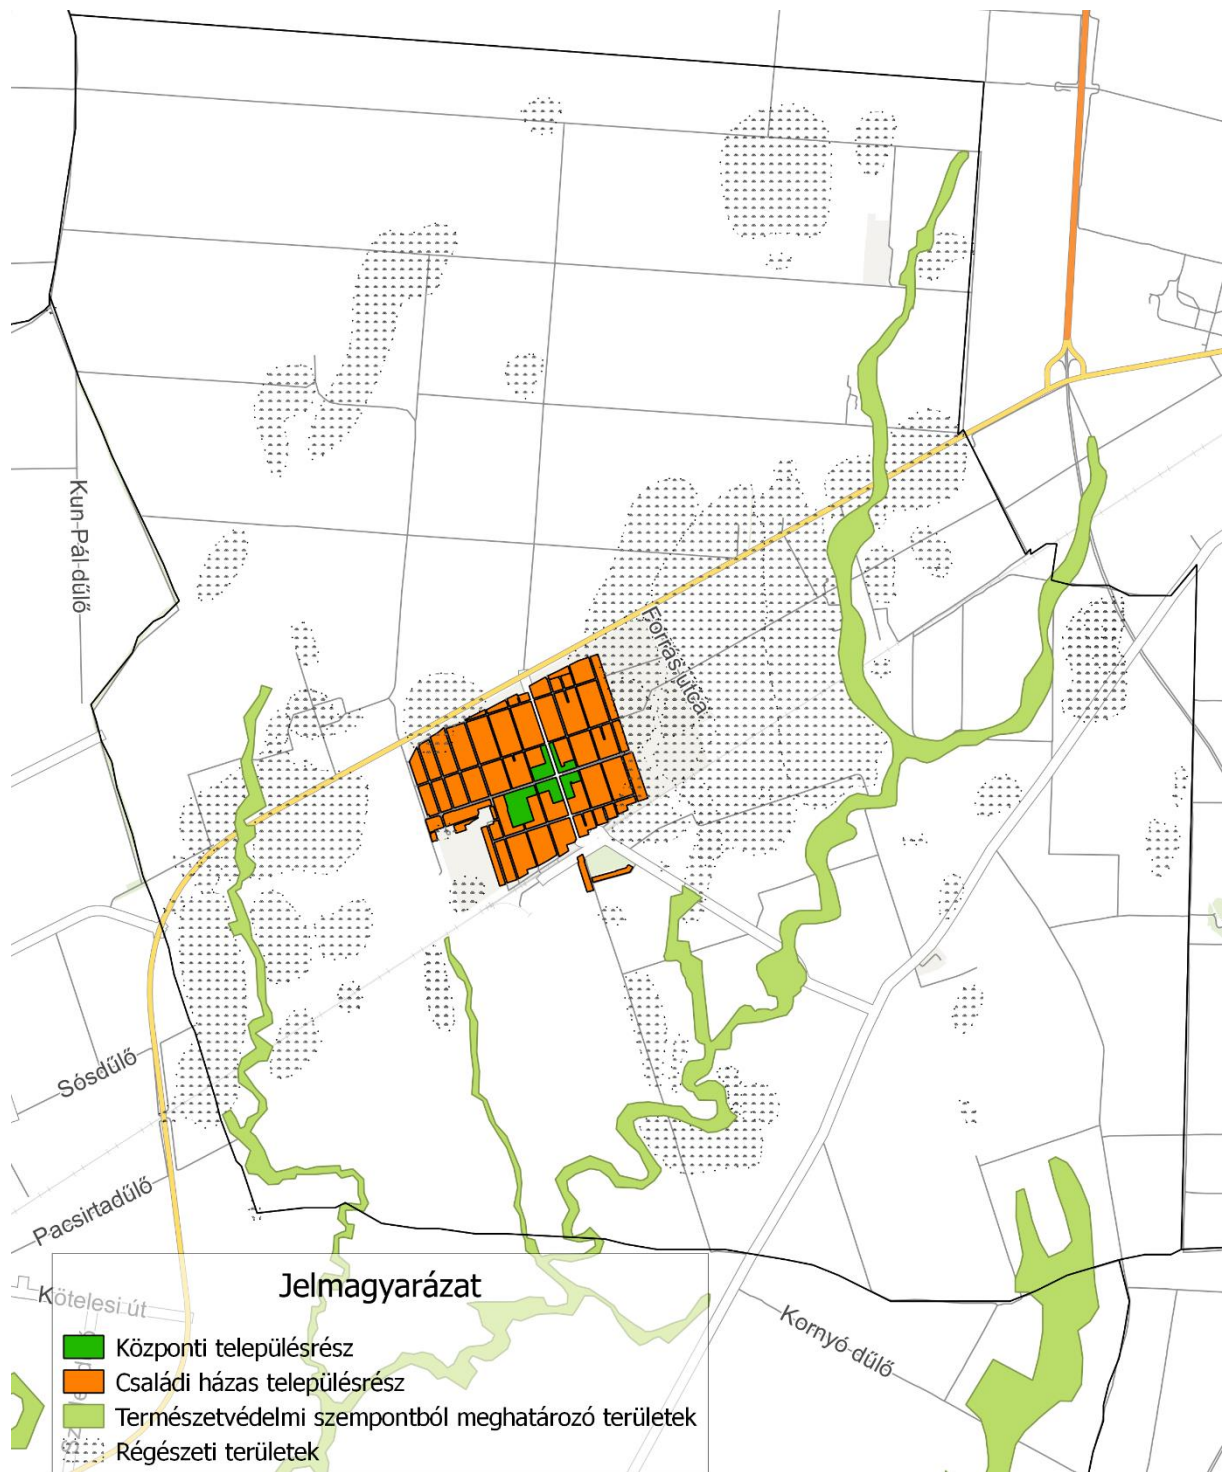 Kun-Pál-dűlő
Forrás utca
Sósdűlő
Pacsirtadűlő
Kötelesi út
Kornyó-dűlő
Jelmagyarázat
Központi településrész
Családi házas településrész
Természetvédelmi szempontból meghatározó területek
Régészeti területek